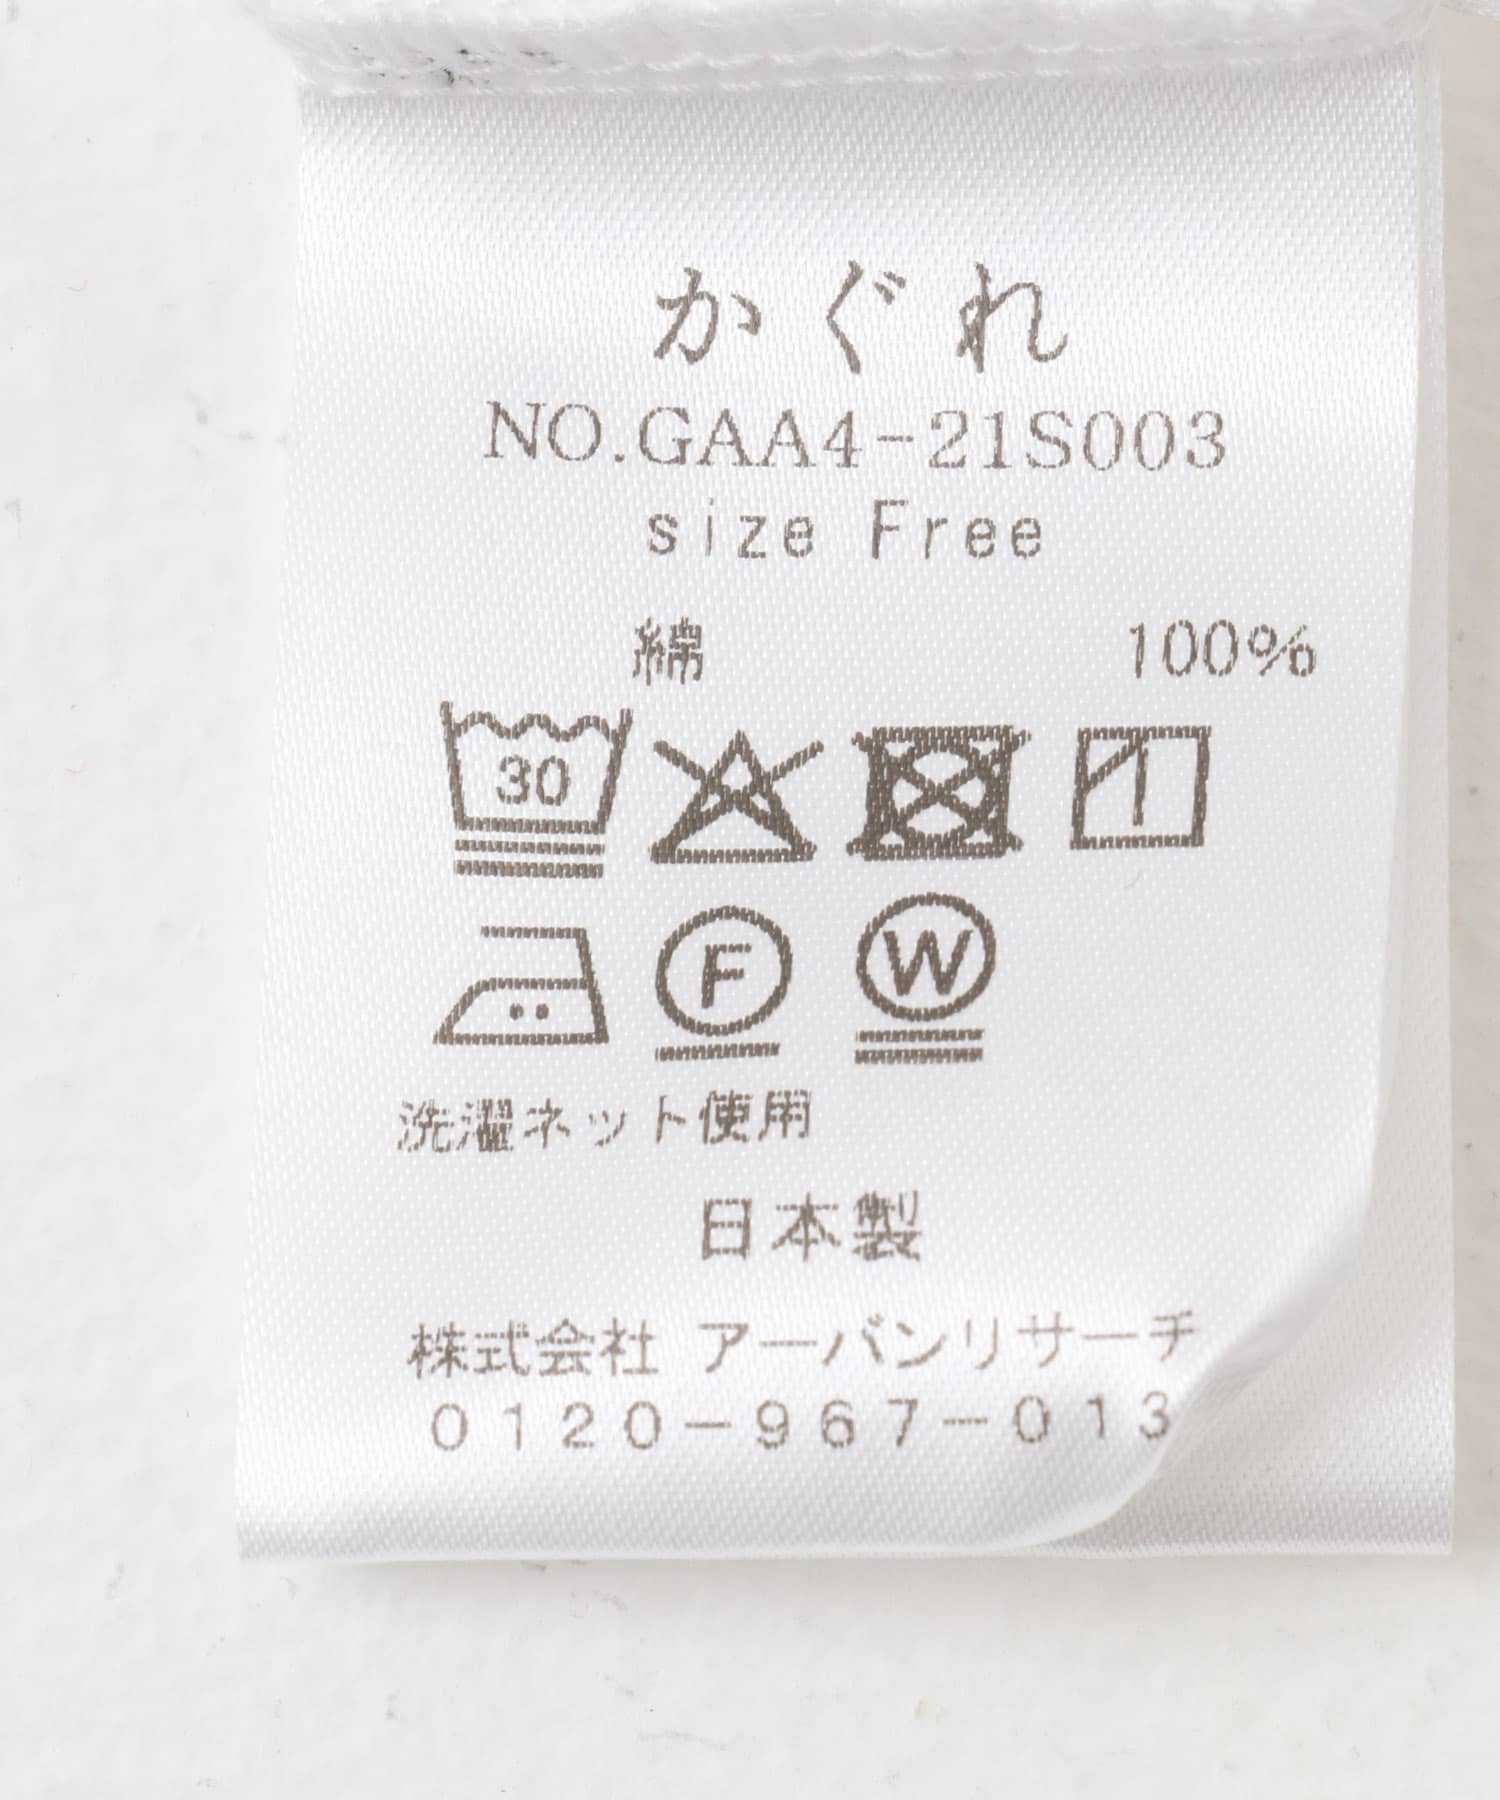 かぐれ
NO.GAA4-21S003
size Free
綿 100%
30
F W
洗濯ネット使用
日本製
株式会社 アーバンリサーチ
0120-967-013